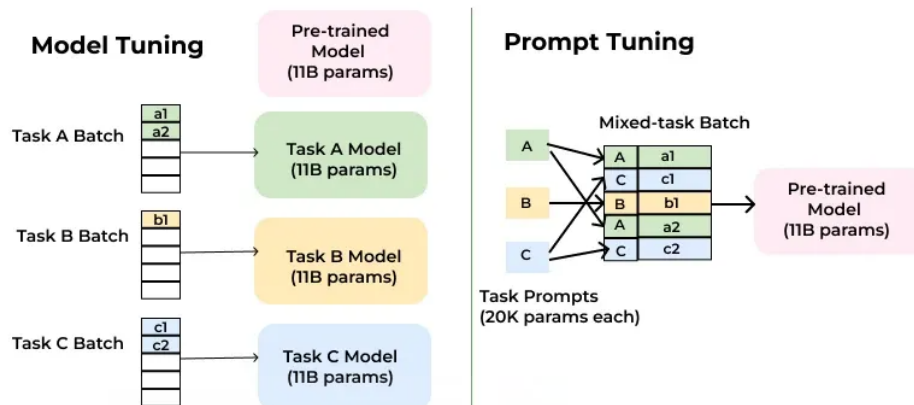 Model Tuning
Pre-trained
Model
(11B params)
Task A Batch
a1
a2
Task A Model
(11B params)
Task B Batch
b1
Task B Model
(11B params)
Task C Batch
c1
c2
Task C Model
(11B params)
Prompt Tuning
Mixed-task Batch
A
B
C
A a1
C c1
B b1
A a2
C c2
Task Prompts
(20K params each)
Pre-trained
Model
(11B params)